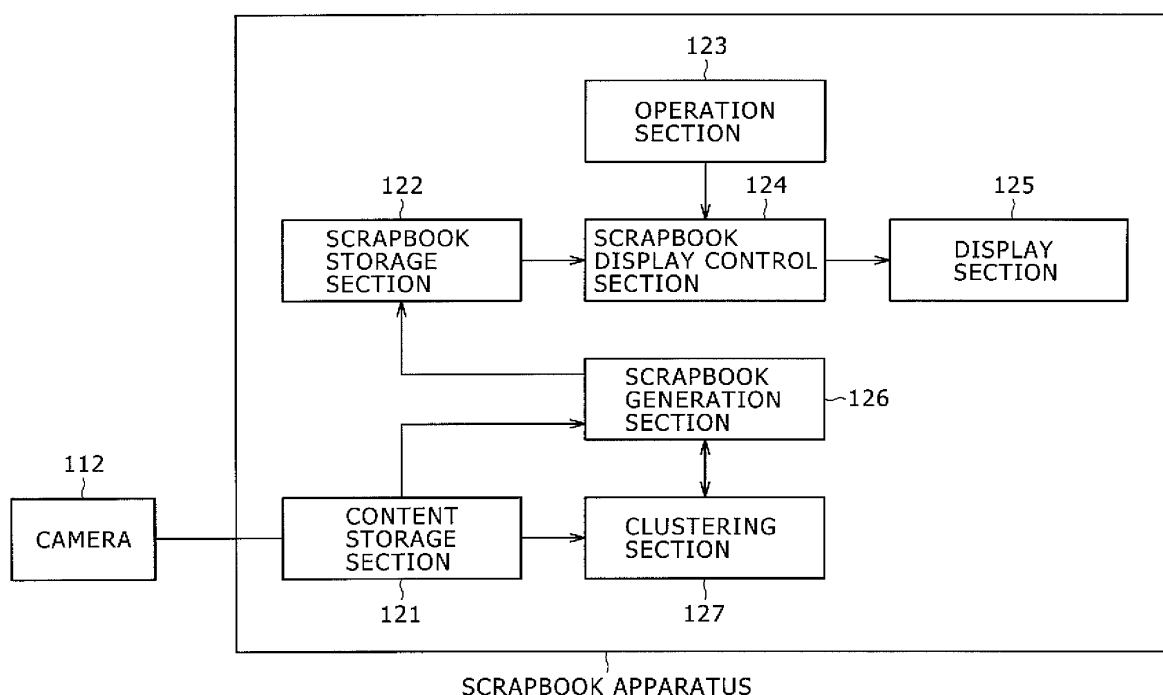 123
OPERATION
SECTION
122
124
125
SCRAPBOOK
STORAGE
SECTION
SCRAPBOOK
DISPLAY CONTROL
SECTION
DISPLAY
SECTION
SCRAPBOOK
GENERATION
SECTION
126
112
CAMERA
CONTENT
STORAGE
SECTION
CLUSTERING
SECTION
121
127
SCRAPBOOK APPARATUS